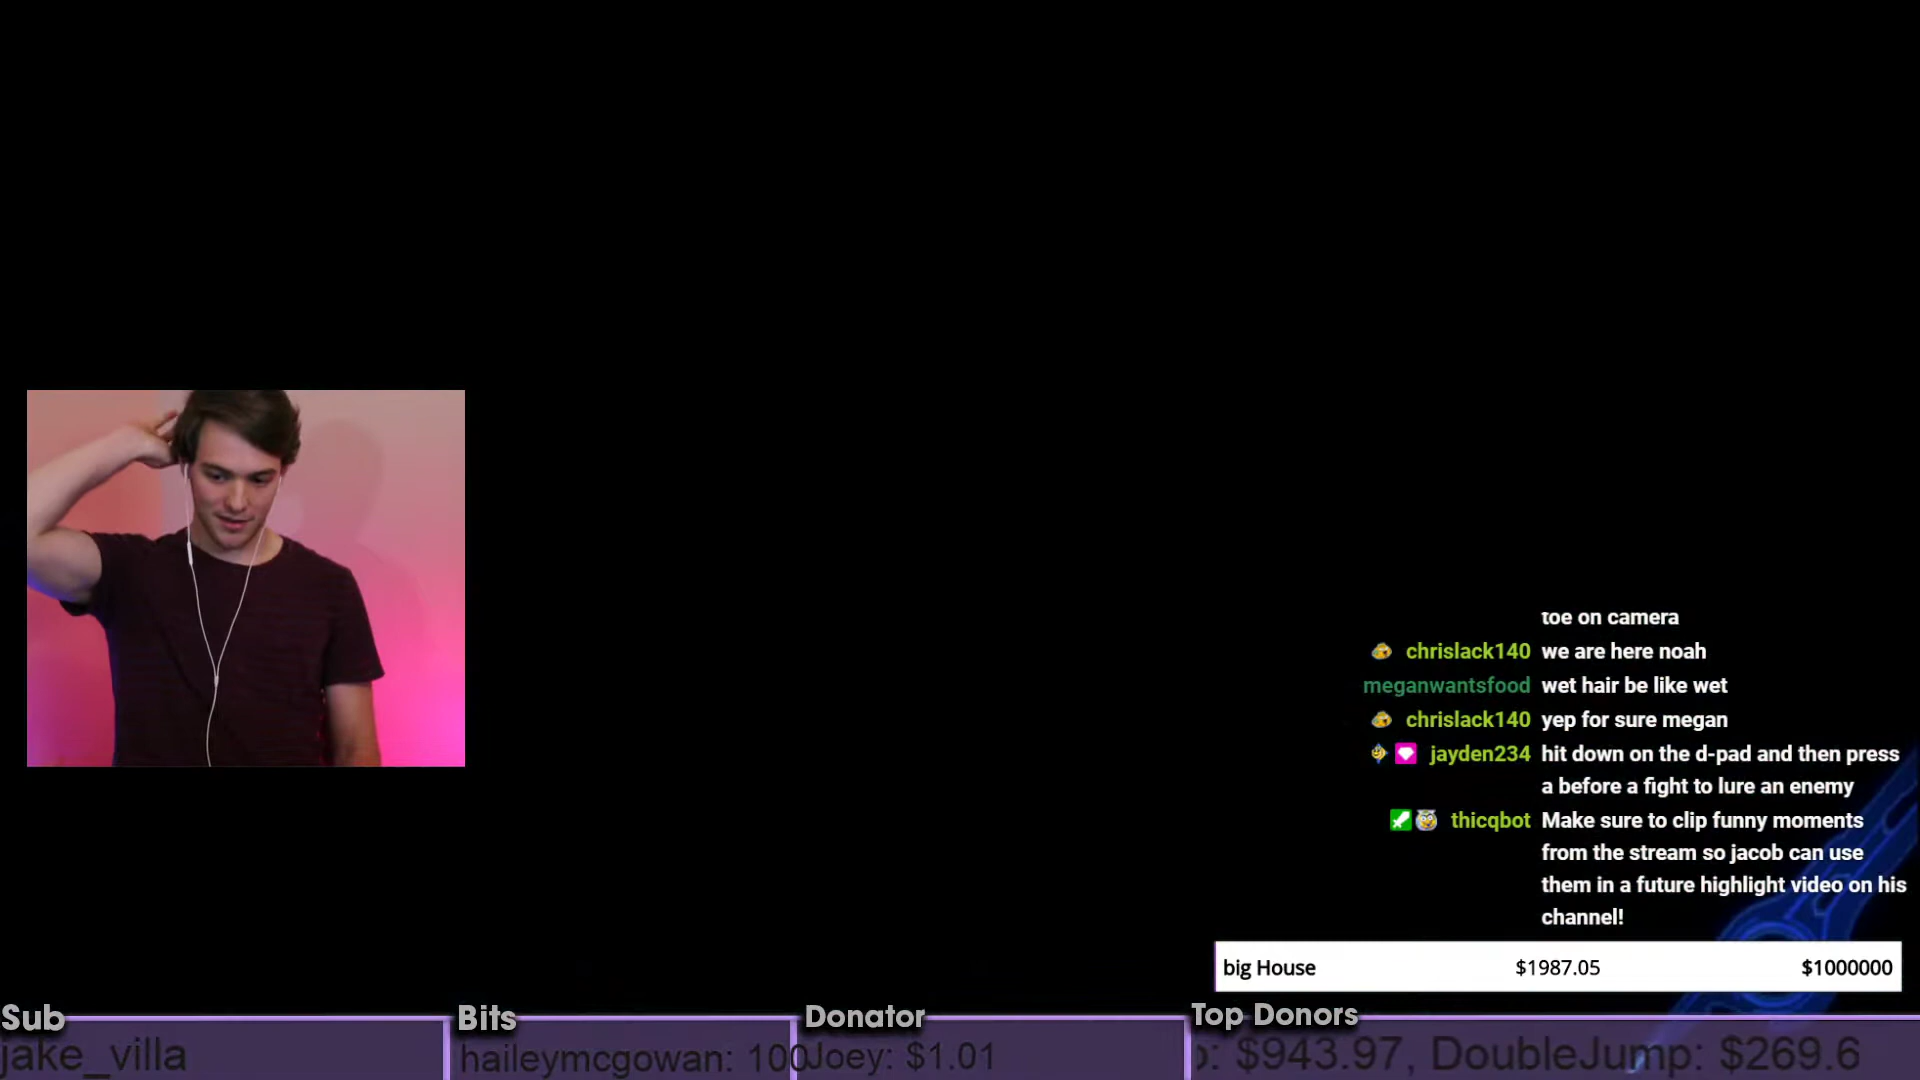 toe on camera
chrislack140 we are here noah
meganwantsfood wet hair be like wet
chrislack140 yep for sure megan
jayden234 hit down on the d-pad and then press
a before a fight to lure an enemy
thicqbot Make sure to clip funny moments
from the stream so jacob can use
them in a future highlight video on his
channel!
big House $1987.05 $1000000
Sub Bits Donator Top Donors
jake_villa haileymcgowan: 100 Joey: $1.01 : $943.97, DoubleJump: $269.6